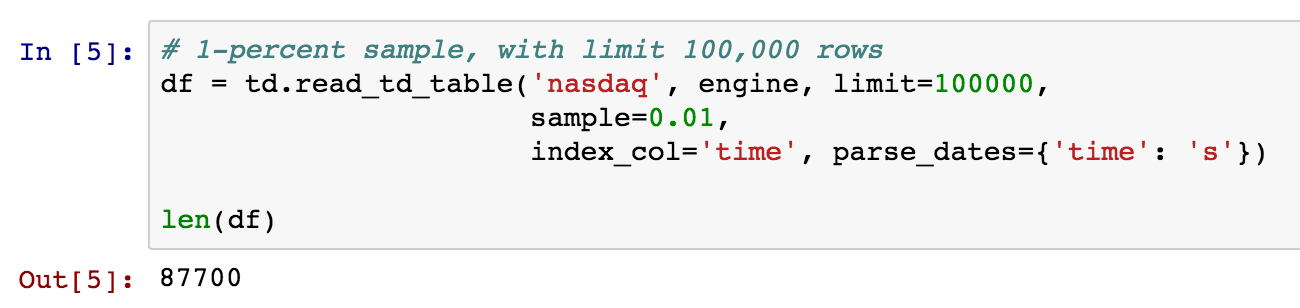 In [5]: # 1-percent sample, with limit 100,000 rows
df = td.read_td_table('nasdaq', engine, limit=100000,
                      sample=0.01,
                      index_col='time', parse_dates={'time': 's'})
len(df)
Out[5]: 87700